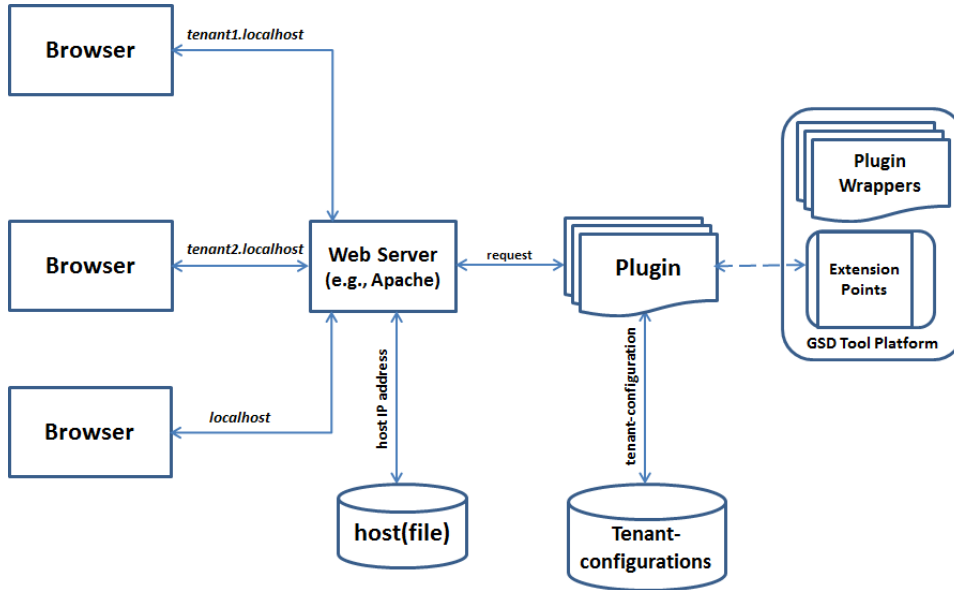 Browser
tenant1.localhost
Browser
tenant2.localhost
Web Server
(e.g., Apache)
request
Plugin
Plugin
Wrappers
Extension
Points
GSD Tool Platform
Browser
localhost
host IP address
tenant-configuration
host(file)
Tenant-
configurations